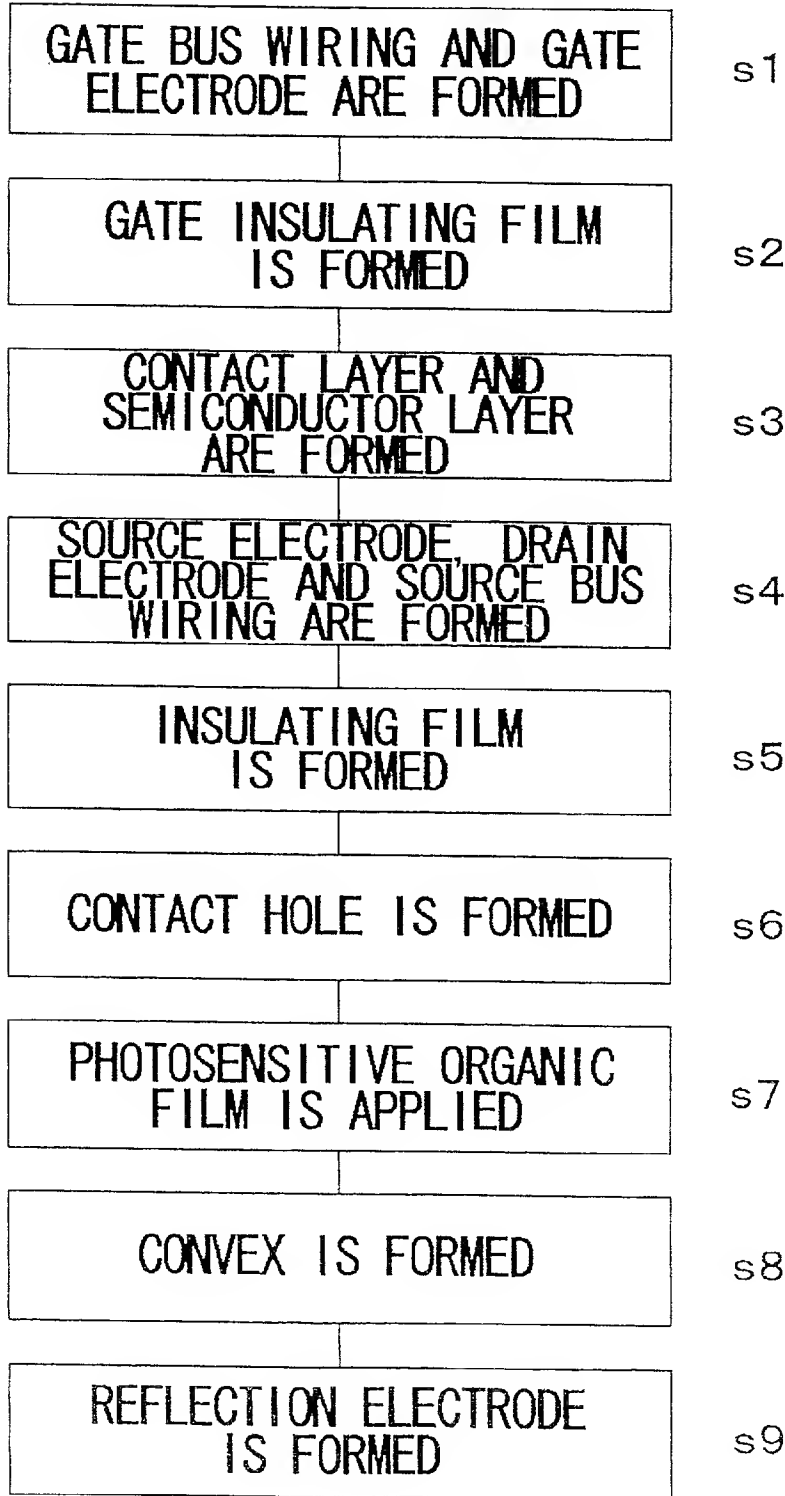 GATE BUS WIRING AND GATE
ELECTRODE ARE FORMED
s1
GATE INSULATING FILM
IS FORMED
s2
CONTACT LAYER AND
SEMICONDUCTOR LAYER
ARE FORMED
s3
SOURCE ELECTRODE, DRAIN
ELECTRODE AND SOURCE BUS
WIRING ARE FORMED
s4
INSULATING FILM
IS FORMED
s5
CONTACT HOLE IS FORMED
s6
PHOTOSENSITIVE ORGANIC
FILM IS APPLIED
s7
CONVEX IS FORMED
s8
REFLECTION ELECTRODE
IS FORMED
s9